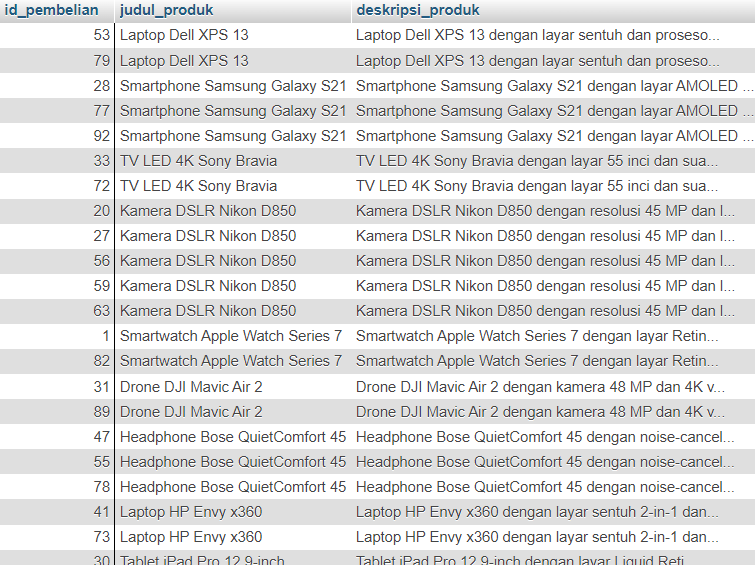 id_pembelian judul_produk deskripsi_produk
53 Laptop Dell XPS 13 Laptop Dell XPS 13 dengan layar sentuh dan proseso...
79 Laptop Dell XPS 13 Laptop Dell XPS 13 dengan layar sentuh dan proseso...
28 Smartphone Samsung Galaxy S21 Smartphone Samsung Galaxy S21 dengan layar AMOLED ...
77 Smartphone Samsung Galaxy S21 Smartphone Samsung Galaxy S21 dengan layar AMOLED ...
92 Smartphone Samsung Galaxy S21 Smartphone Samsung Galaxy S21 dengan layar AMOLED ...
33 TV LED 4K Sony Bravia TV LED 4K Sony Bravia dengan layar 55 inci dan sua...
72 TV LED 4K Sony Bravia TV LED 4K Sony Bravia dengan layar 55 inci dan sua...
20 Kamera DSLR Nikon D850 Kamera DSLR Nikon D850 dengan resolusi 45 MP dan l...
27 Kamera DSLR Nikon D850 Kamera DSLR Nikon D850 dengan resolusi 45 MP dan l...
56 Kamera DSLR Nikon D850 Kamera DSLR Nikon D850 dengan resolusi 45 MP dan l...
59 Kamera DSLR Nikon D850 Kamera DSLR Nikon D850 dengan resolusi 45 MP dan l...
63 Kamera DSLR Nikon D850 Kamera DSLR Nikon D850 dengan resolusi 45 MP dan l...
1 Smartwatch Apple Watch Series 7 Smartwatch Apple Watch Series 7 dengan layar Retin...
82 Smartwatch Apple Watch Series 7 Smartwatch Apple Watch Series 7 dengan layar Retin...
31 Drone DJI Mavic Air 2 Drone DJI Mavic Air 2 dengan kamera 48 MP dan 4K v...
89 Drone DJI Mavic Air 2 Drone DJI Mavic Air 2 dengan kamera 48 MP dan 4K v...
47 Headphone Bose QuietComfort 45 Headphone Bose QuietComfort 45 dengan noise-cancel...
55 Headphone Bose QuietComfort 45 Headphone Bose QuietComfort 45 dengan noise-cancel...
78 Headphone Bose QuietComfort 45 Headphone Bose QuietComfort 45 dengan noise-cancel...
41 Laptop HP Envy x360 Laptop HP Envy x360 dengan layar sentuh 2-in-1 dan...
73 Laptop HP Envy x360 Laptop HP Envy x360 dengan layar sentuh 2-in-1 dan...
30 Tablet iPad Pro 12.9-inch Tablet iPad Pro 12.9-inch dengan layar Liquid Reti...